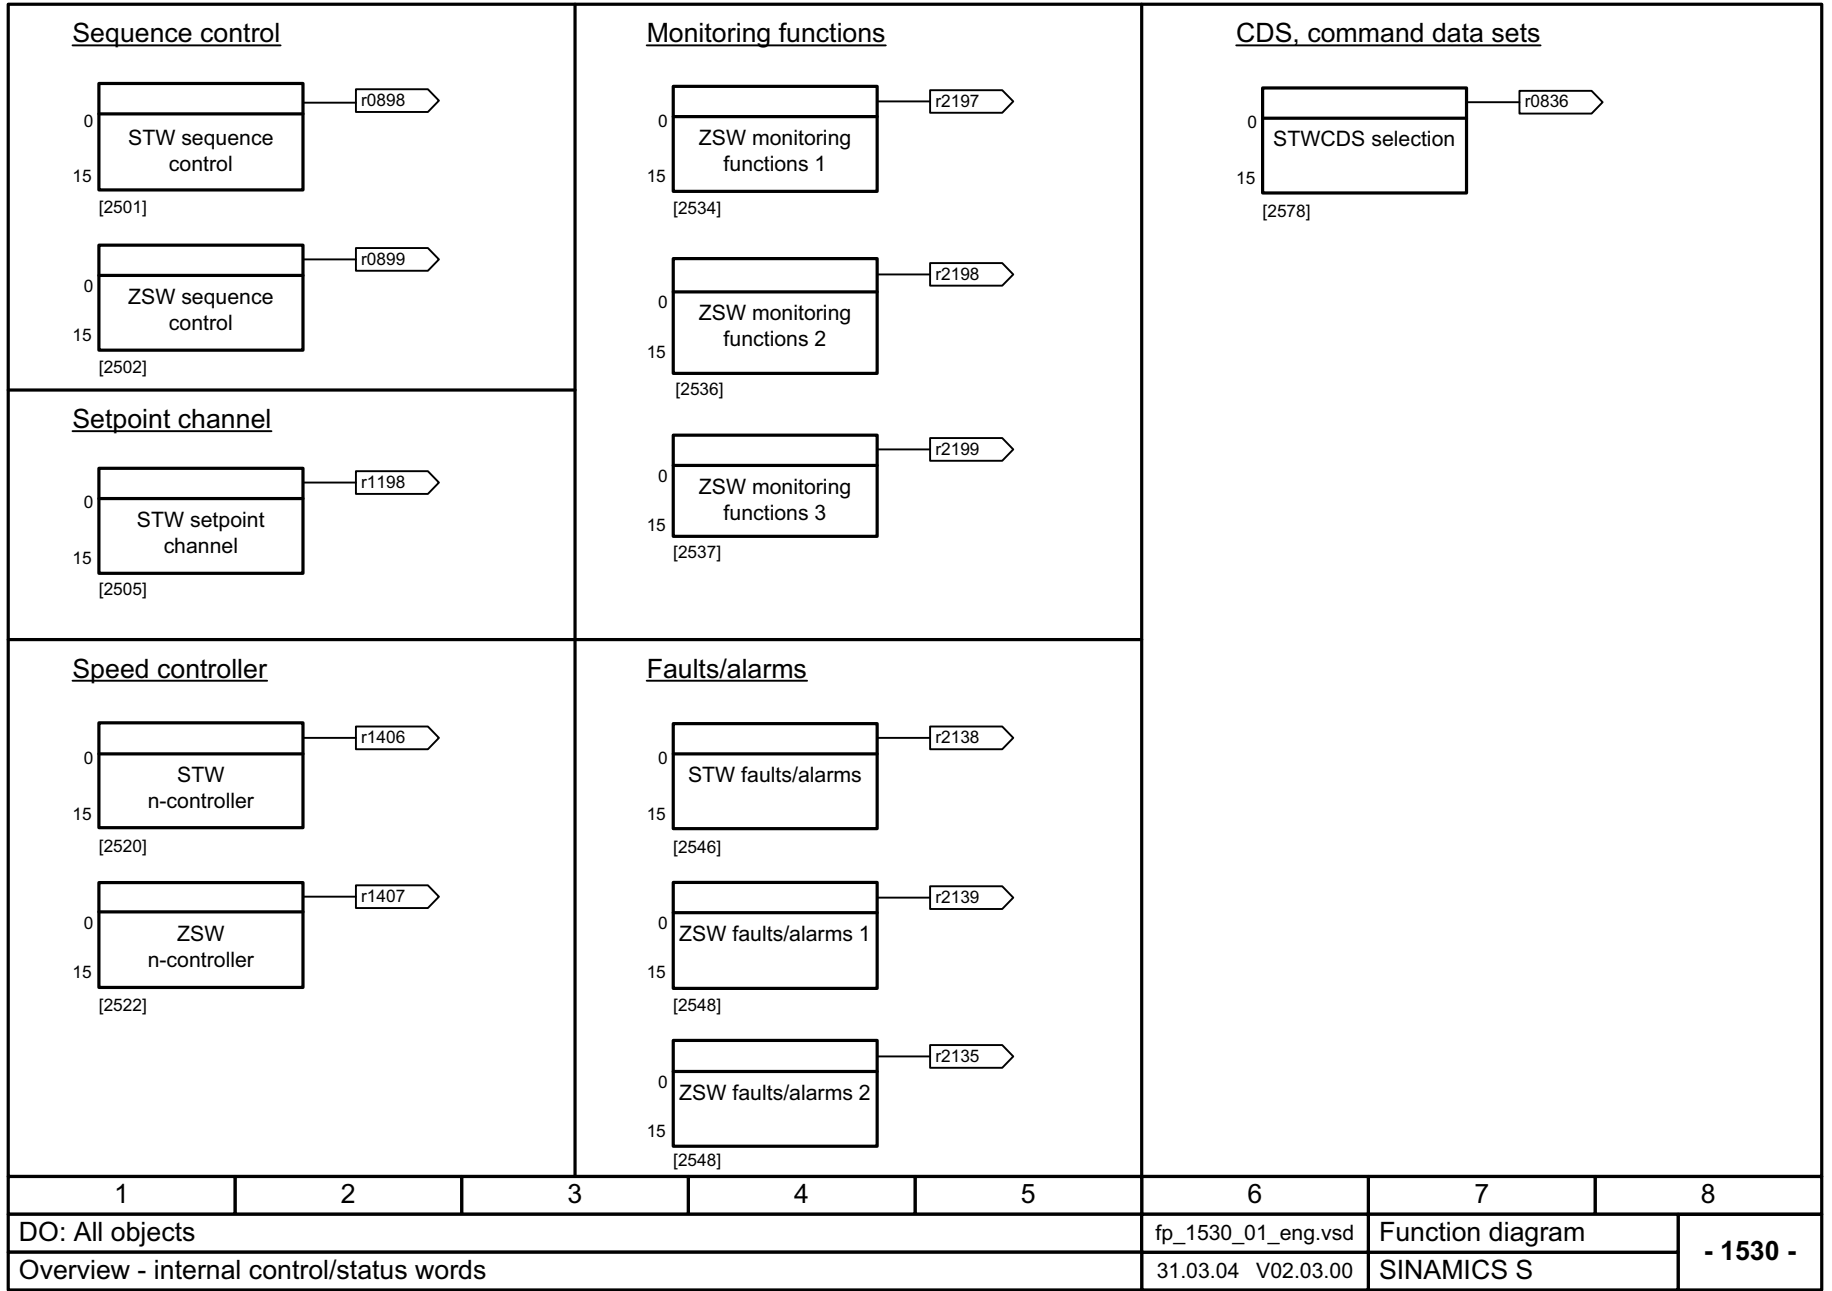 Sequence control
r0898
0
STW sequence
control
15
[2501]
r0899
0
ZSW sequence
control
15
[2502]
Setpoint channel
r1198
0
STW setpoint
channel
15
[2505]
Speed controller
r1406
0
STW
n-controller
15
[2520]
r1407
0
ZSW
n-controller
15
[2522]
Monitoring functions
r2197
0
ZSW monitoring
functions 1
15
[2534]
r2198
0
ZSW monitoring
functions 2
15
[2536]
r2199
0
ZSW monitoring
functions 3
15
[2537]
Faults/alarms
r2138
0
STW faults/alarms
15
[2546]
r2139
0
ZSW faults/alarms 1
15
[2548]
r2135
0
ZSW faults/alarms 2
15
[2548]
CDS, command data sets
r0836
0
STWCDS selection
15
[2578]
1 2 3 4 5 6 7 8
DO: All objects
fp_1530_01_eng.vsd
Function diagram
- 1530 -
Overview - internal control/status words
31.03.04 V02.03.00
SINAMICS S